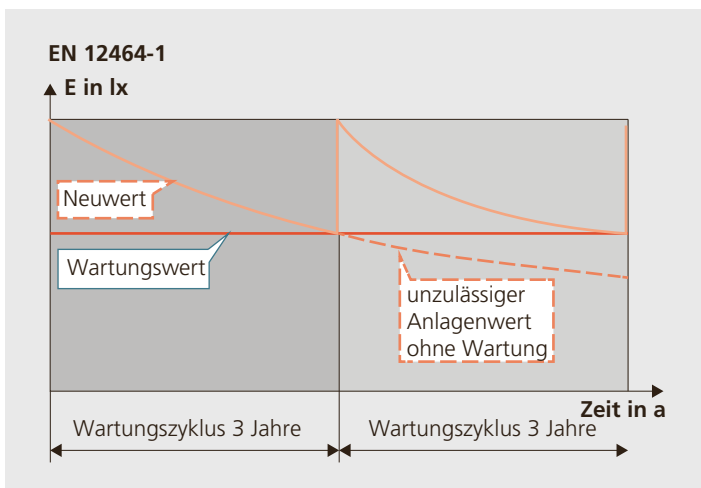 EN 12464-1
E in lx
Neuwert
Wartungswert
unzulässiger
Anlagenwert
ohne Wartung
Zeit in a
Wartungszyklus 3 Jahre
Wartungszyklus 3 Jahre